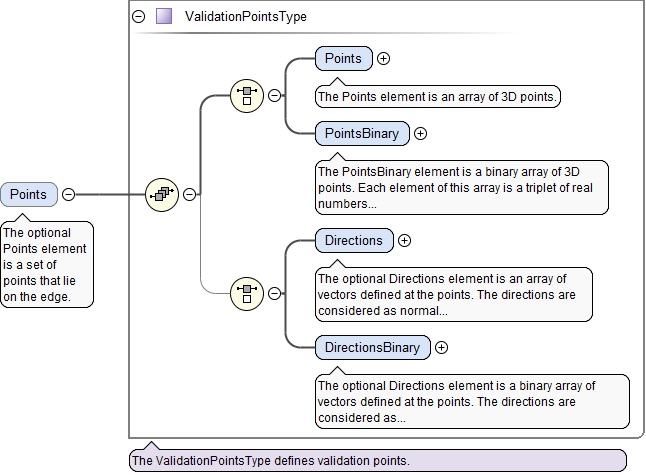 ValidationPointsType
Points
The Points element is an array of 3D points.
PointsBinary
The PointsBinary element is a binary array of 3D
points. Each element of this array is a triplet of real
numbers...
Points
The optional
Points element
is a set of
points that lie
on the edge.
Directions
The optional Directions element is an array of
vectors defined at the points. The directions are
considered as normal...
DirectionsBinary
The optional Directions element is a binary array of
vectors defined at the points. The directions are
considered as...
The ValidationPointsType defines validation points.